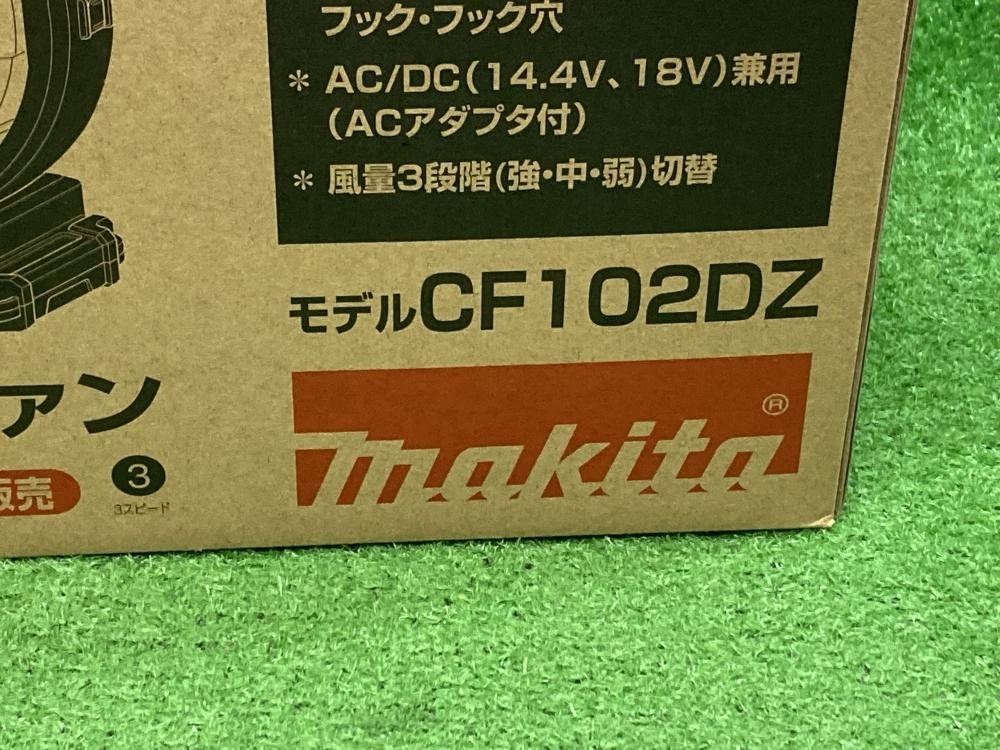 フック・フック穴
* AC/DC(14.4V、18V)兼用
(ACアダプタ付)
* 風量3段階(強・中・弱)切替
モデルCF102DZ
ァン
makita®
販売
3
3スピード